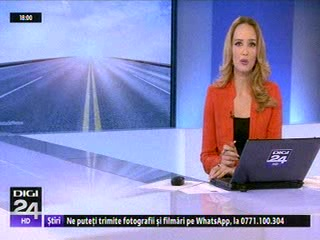 18:00
DIGI
24
HD
DIGI
24
HD
Știri
Ne puteți trimite fotografii și filmări pe WhatsApp, la 0771.100.304